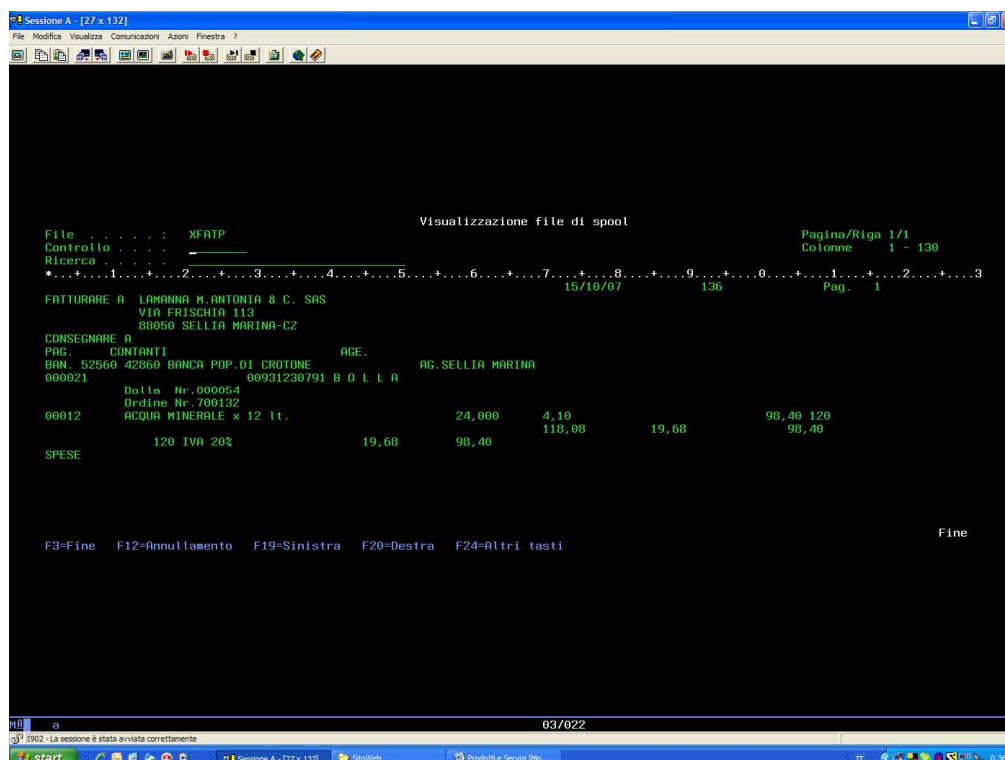 Sessione A - [27 x 132]
File Modifica Visualizza Comunicazioni Azioni Finestra ?
Visualizzazione file di spool
File . . . . . : XFATP Pagina/Riga 1/1
Controllo . . . . Colonne 1 - 130
Ricerca . . . . .
*...+....1....+....2....+....3....+....4....+....5....+....6....+....7....+....8....+....9....+....0....+....1....+....2....+....3
15/10/07 136 Pag. 1
FATTURARE A LAMANNA M.ANTONIA & C. SAS
VIA FRISCHIA 113
88050 SELLIA MARINA-CZ
CONSEGNARE A
PAG. CONTANTI AGE.
BAN. 52560 42860 BANCA POP.DI CROTONE AG.SELLIA MARINA
000021 00931230791 B O L L A
Bolla Nr.000054
Ordine Nr.700132
00012 ACQUA MINERALE x 12 lt. 24,000 4,10 98,40 120
118,08 19,68 98,40
120 IVA 20% 19,68 98,40
SPESE
Fine
F3=Fine F12=Annullamento F19=Sinistra F20=Destra F24=Altri tasti
MA a 03/022
I902 - La sessione è stata avviata correttamente
start Sessione A - [27 x 132] SitoWeb Prodotti e Servizi [Mo... IT